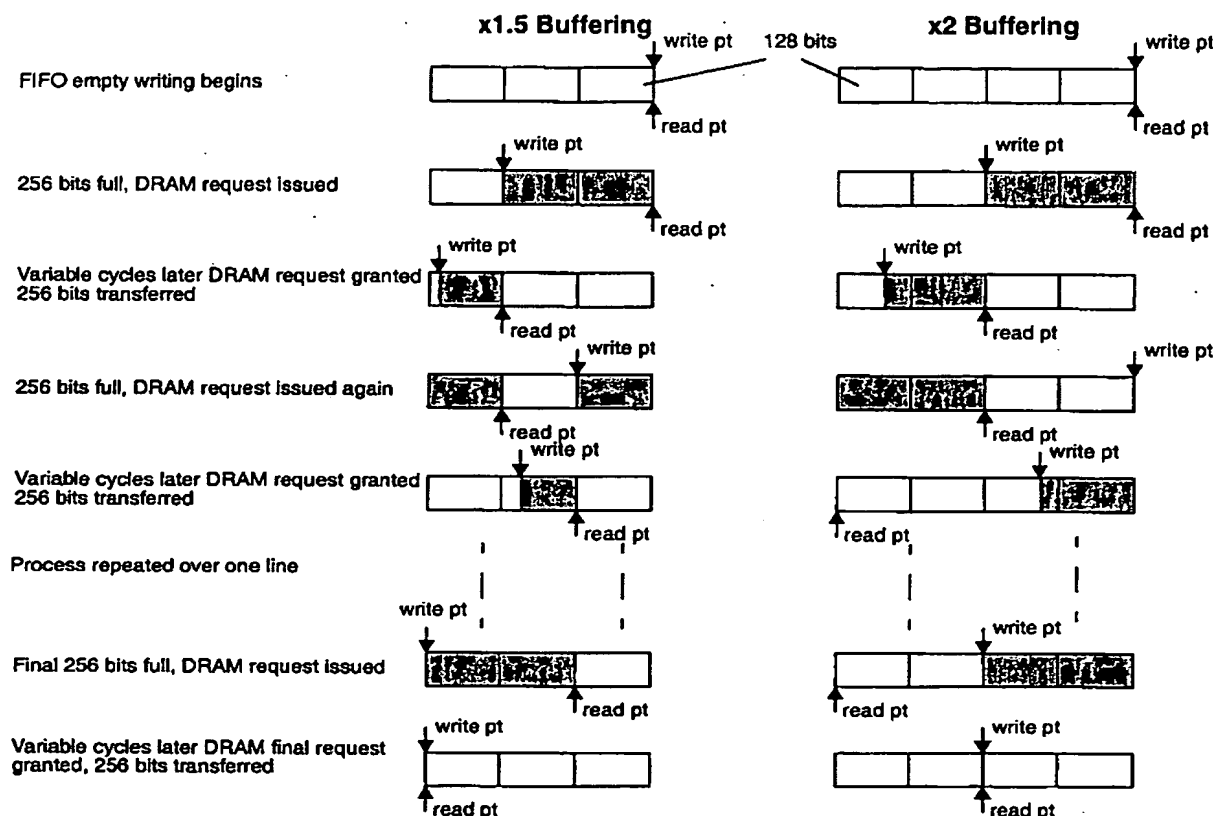 x1.5 Buffering
x2 Buffering
write pt
128 bits
write pt
FIFO empty writing begins
read pt
read pt
write pt
write pt
256 bits full, DRAM request issued
read pt
read pt
write pt
write pt
Variable cycles later DRAM request granted
256 bits transferred
read pt
read pt
write pt
write pt
256 bits full, DRAM request issued again
read pt
read pt
write pt
write pt
Variable cycles later DRAM request granted
256 bits transferred
read pt
read pt
Process repeated over one line
write pt
write pt
Final 256 bits full, DRAM request issued
read pt
read pt
write pt
write pt
Variable cycles later DRAM final request
granted, 256 bits transferred
read pt
read pt